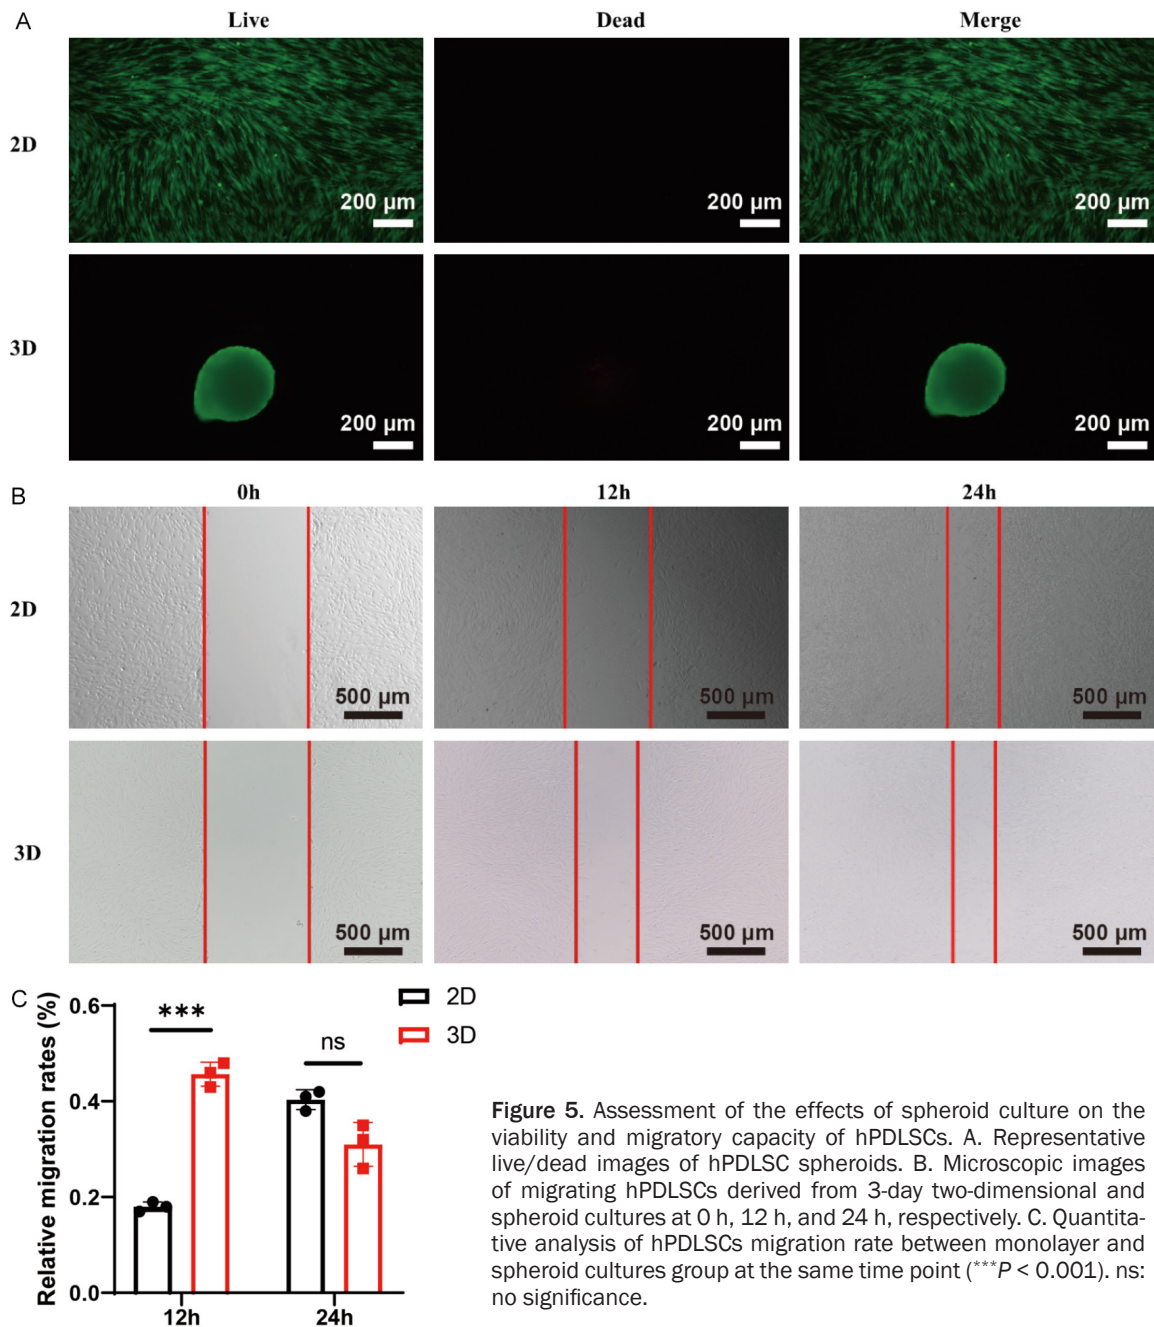 A
Live
Dead
Merge
2D
200 µm
200 µm
200 µm
3D
200 µm
200 µm
200 µm
B
0h
12h
24h
2D
500 µm
500 µm
500 µm
3D
500 µm
500 µm
500 µm
C
Relative migration rates (%)
0.6
0.4
0.2
0.0
***
ns
12h
24h
2D
3D
Figure 5. Assessment of the effects of spheroid culture on the
viability and migratory capacity of hPDLSCs. A. Representative
live/dead images of hPDLSC spheroids. B. Microscopic images
of migrating hPDLSCs derived from 3-day two-dimensional and
spheroid cultures at 0 h, 12 h, and 24 h, respectively. C. Quantita-
tive analysis of hPDLSCs migration rate between monolayer and
spheroid cultures group at the same time point (***P < 0.001). ns:
no significance.